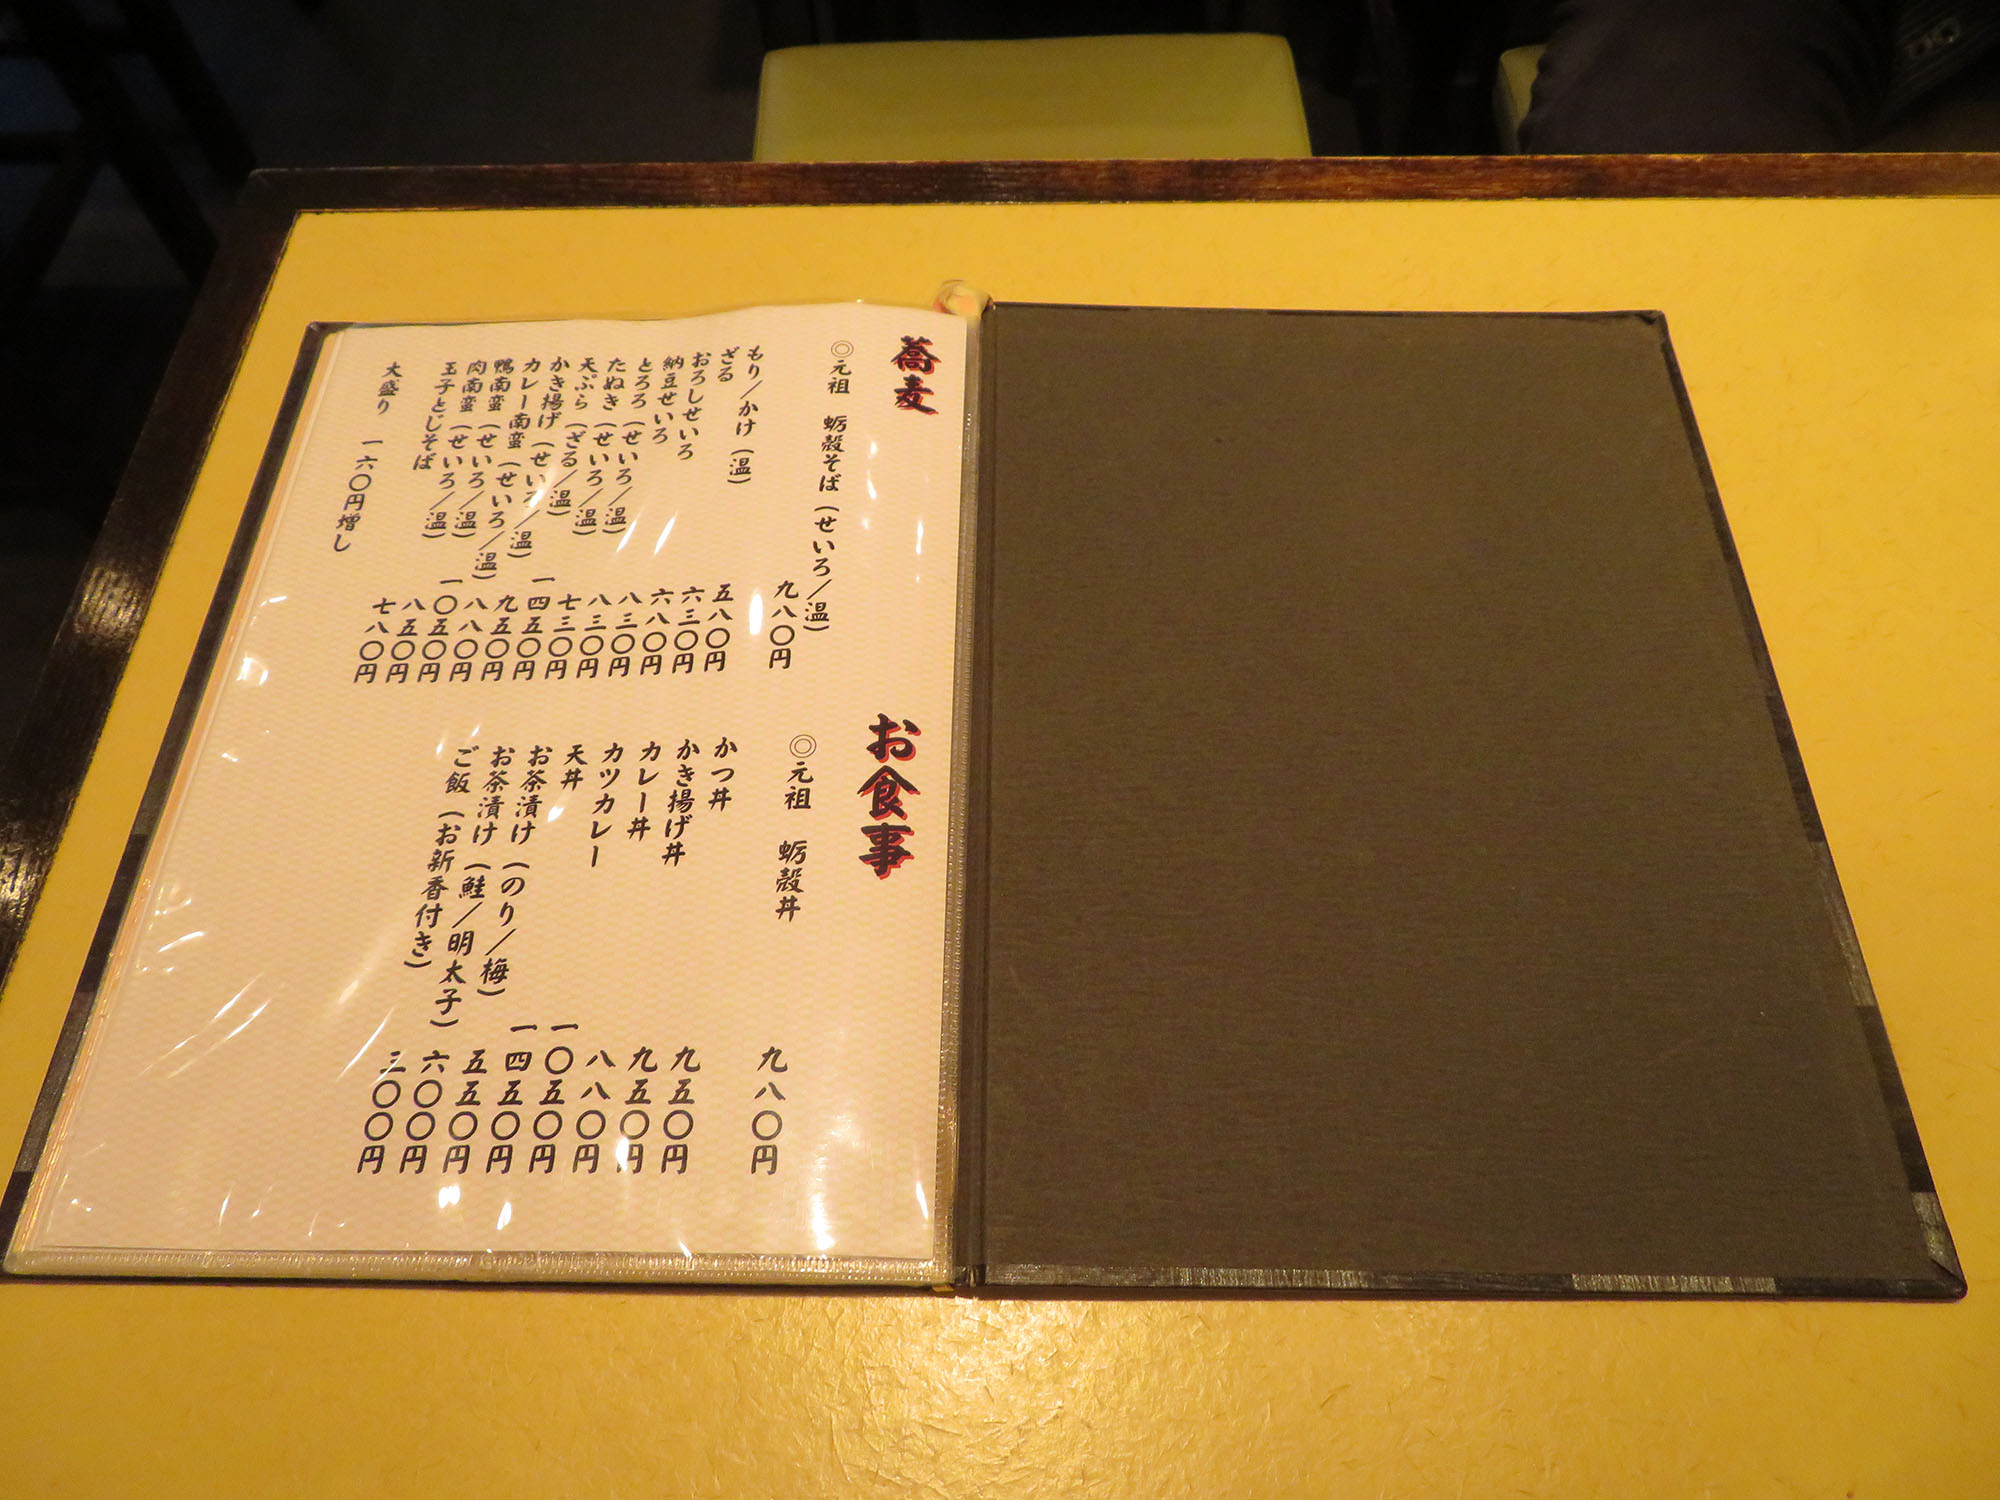 蕎麦
◎元祖　蛎殻そば（せいろ／温）　九八〇円
もり／かけ（温）　五八〇円
ざる　六三〇円
おろしせいろ　六八〇円
納豆せいろ　八三〇円
とろろ（せいろ／温）　八三〇円
たぬき（せいろ／温）　七三〇円
天ぷら（ざる／温）　一四五〇円
かき揚げ（せいろ／温）　九五〇円
カレー南蛮（せいろ／温）　八八〇円
鴨南蛮（せいろ／温）　一〇五〇円
肉南蛮（せいろ／温）　八五〇円
玉子とじそば　七八〇円
大盛り　一六〇円増し
お食事
◎元祖　蛎殻丼　九八〇円
かつ丼　九五〇円
かき揚げ丼　九五〇円
カレー丼　八八〇円
カツカレー　一〇五〇円
天丼　一四五〇円
お茶漬け（のり／梅）　五五〇円
お茶漬け（鮭／明太子）　六〇〇円
ご飯（お新香付き）　三〇〇円